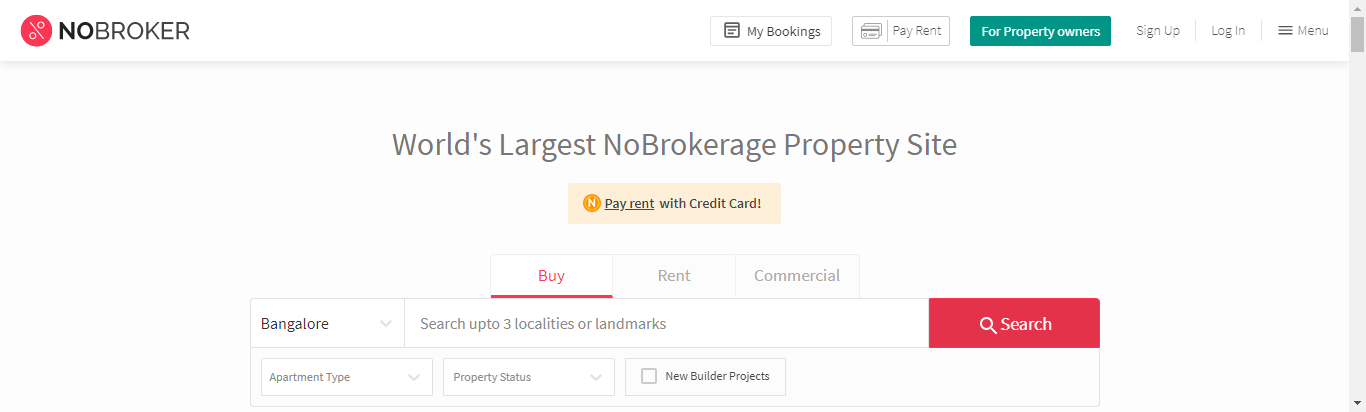 NOBROKER
My Bookings
Pay Rent
For Property owners
Sign Up
Log In
Menu
World's Largest NoBrokerage Property Site
N Pay rent with Credit Card!
Buy
Rent
Commercial
Bangalore
Search upto 3 localities or landmarks
Search
Apartment Type
Property Status
New Builder Projects